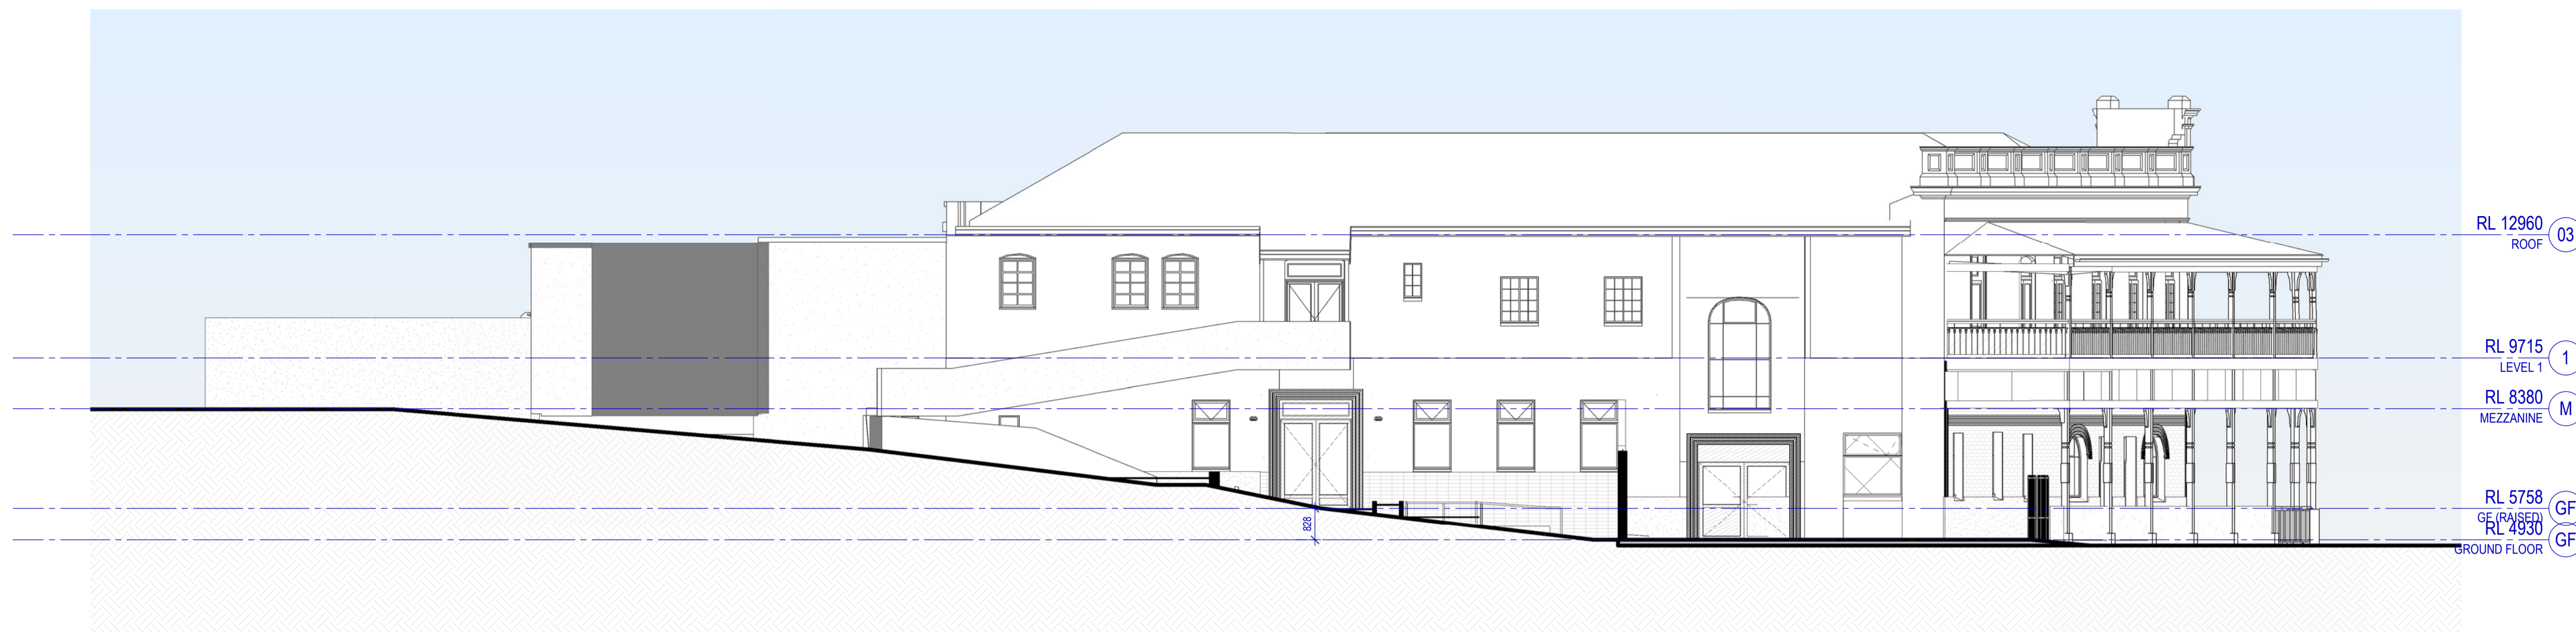 RL 12960
ROOF
03
RL 9715
LEVEL 1
1
RL 8380
MEZZANINE
M
RL 5758
GF (RAISED)
GF
828
RL 4930
GROUND FLOOR
GF